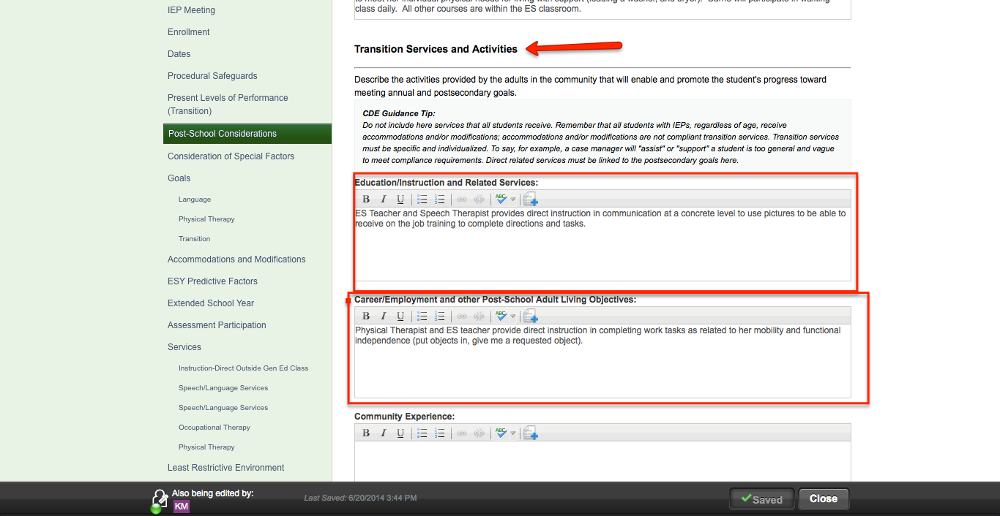 IEP Meeting
Enrollment
Dates
Procedural Safeguards
Present Levels of Performance
(Transition)
Post-School Considerations
Consideration of Special Factors
Goals
Language
Physical Therapy
Transition
Accommodations and Modifications
ESY Predictive Factors
Extended School Year
Assessment Participation
Services
Instruction-Direct Outside Gen Ed Class
Speech/Language Services
Speech/Language Services
Occupational Therapy
Physical Therapy
Least Restrictive Environment
class daily. All other courses are within the ES classroom.
Transition Services and Activities
Describe the activities provided by the adults in the community that will enable and promote the student's progress toward
meeting annual and postsecondary goals.
CDE Guidance Tip:
Do not include here services that all students receive. Remember that all students with IEPs, regardless of age, receive
accommodations and/or modifications; accommodations and/or modifications are not compliant transition services. Transition services
must be specific and individualized. To say, for example, a case manager will "assist" or "support" a student is too general and vague
to meet compliance requirements. Direct related services must be linked to the postsecondary goals here.
Education/Instruction and Related Services:
B I U ABC
ES Teacher and Speech Therapist provides direct instruction in communication at a concrete level to use pictures to be able to
receive on the job training to complete directions and tasks.
Career/Employment and other Post-School Adult Living Objectives:
B I U ABC
Physical Therapist and ES teacher provide direct instruction in completing work tasks as related to her mobility and functional
independence (put objects in, give me a requested object).
Community Experience:
B I U ABC
Also being edited by:
KM
Last Saved: 6/20/2014 3:44 PM
Saved
Close